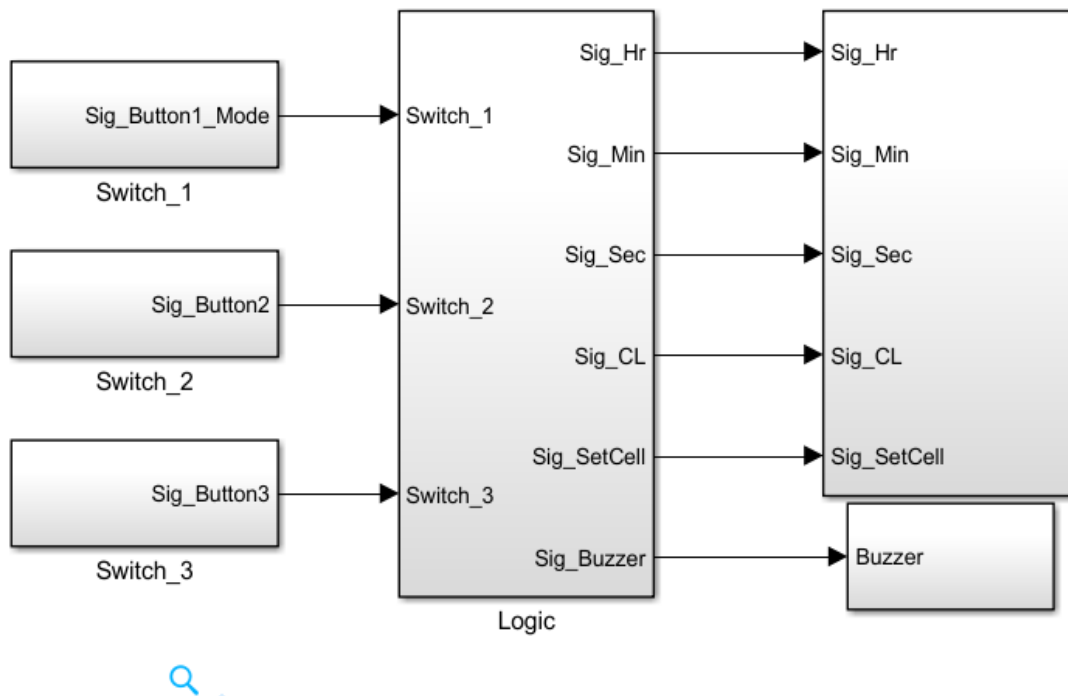 Sig_Button1_Mode
Switch_1
Sig_Button2
Switch_2
Sig_Button3
Switch_3
Switch_1
Switch_2
Switch_3
Sig_Hr
Sig_Min
Sig_Sec
Sig_CL
Sig_SetCell
Sig_Buzzer
Logic
Sig_Hr
Sig_Min
Sig_Sec
Sig_CL
Sig_SetCell
Buzzer